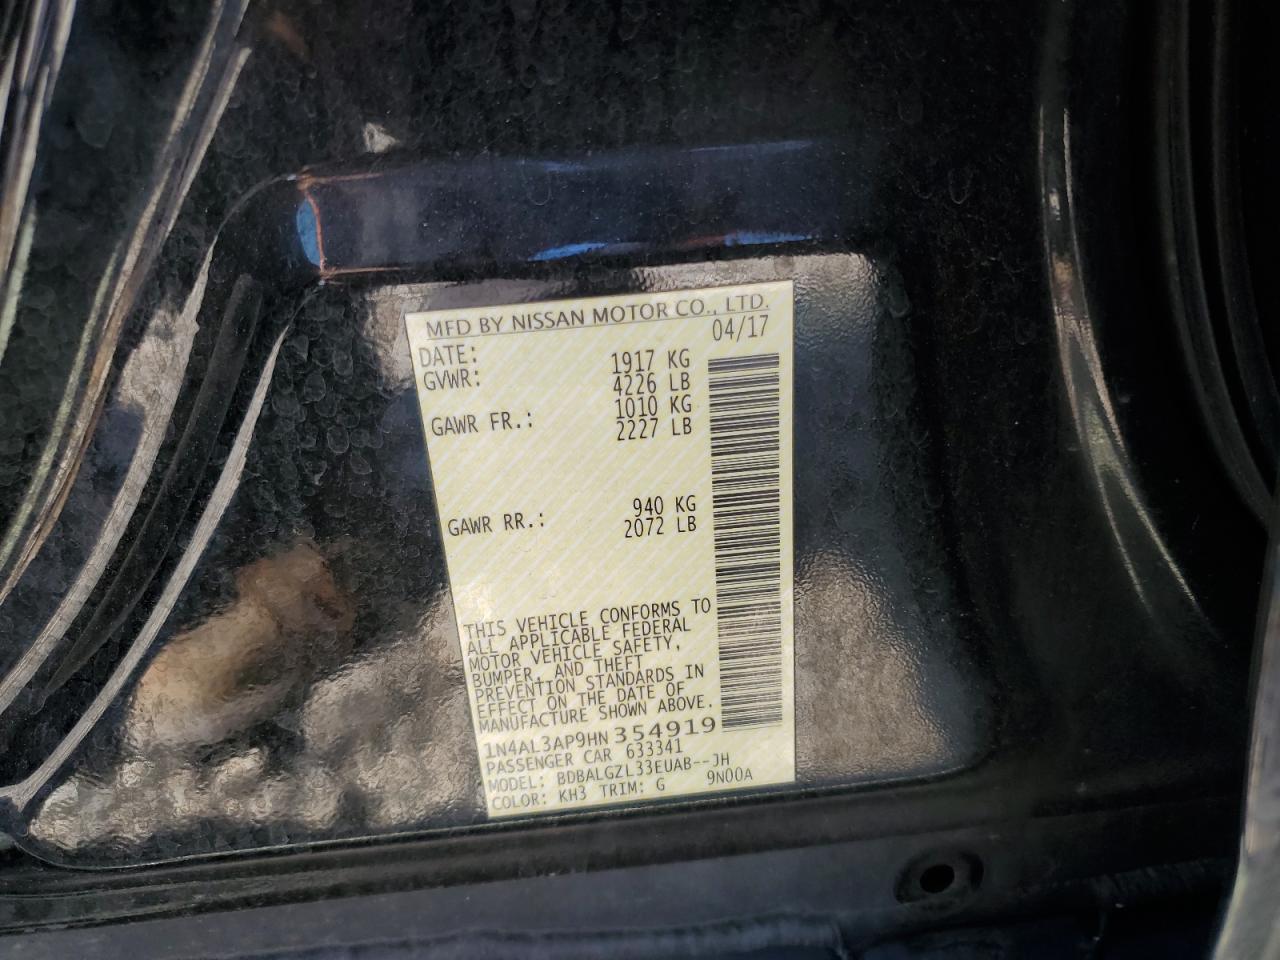 MFD BY NISSAN MOTOR CO., LTD.
DATE: 04/17
GVWR: 1917 KG
4226 LB
GAWR FR.: 1010 KG
2227 LB
GAWR RR.: 940 KG
2072 LB
THIS VEHICLE CONFORMS TO
ALL APPLICABLE FEDERAL
MOTOR VEHICLE SAFETY,
BUMPER, AND THEFT
PREVENTION STANDARDS IN
EFFECT ON THE DATE OF
MANUFACTURE SHOWN ABOVE.
1N4AL3AP9HN354919
PASSENGER CAR 633341
MODEL: BDBALGZL33EUAB--JH
COLOR: KH3 TRIM: G 9N00A